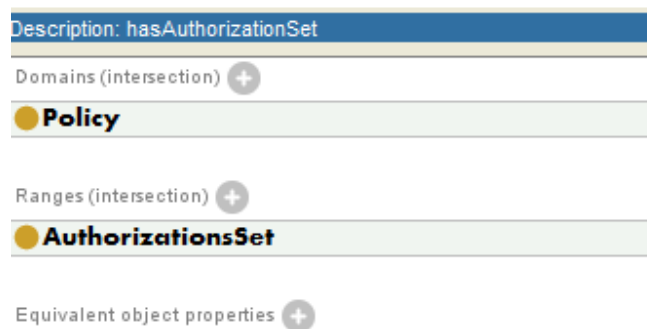 Description: hasAuthorizationSet
Domains (intersection)
Policy
Ranges (intersection)
AuthorizationsSet
Equivalent object properties